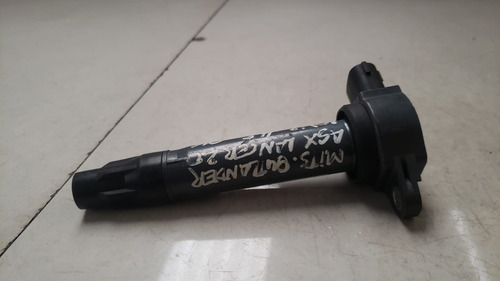 MITS. OUTLANDER
ASX LANCER 2.0